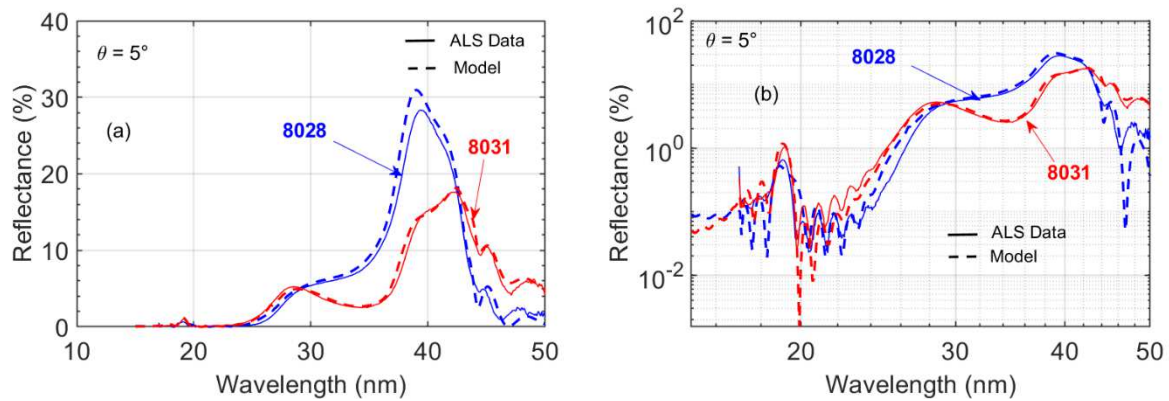 40
30
20
10
0
10
20
30
40
50
Reflectance (%)
Wavelength (nm)
θ = 5°
ALS Data
Model
(a)
8028
8031
10²
10⁰
10⁻²
20
30
40
50
Reflectance (%)
Wavelength (nm)
θ = 5°
8028
(b)
8031
ALS Data
Model